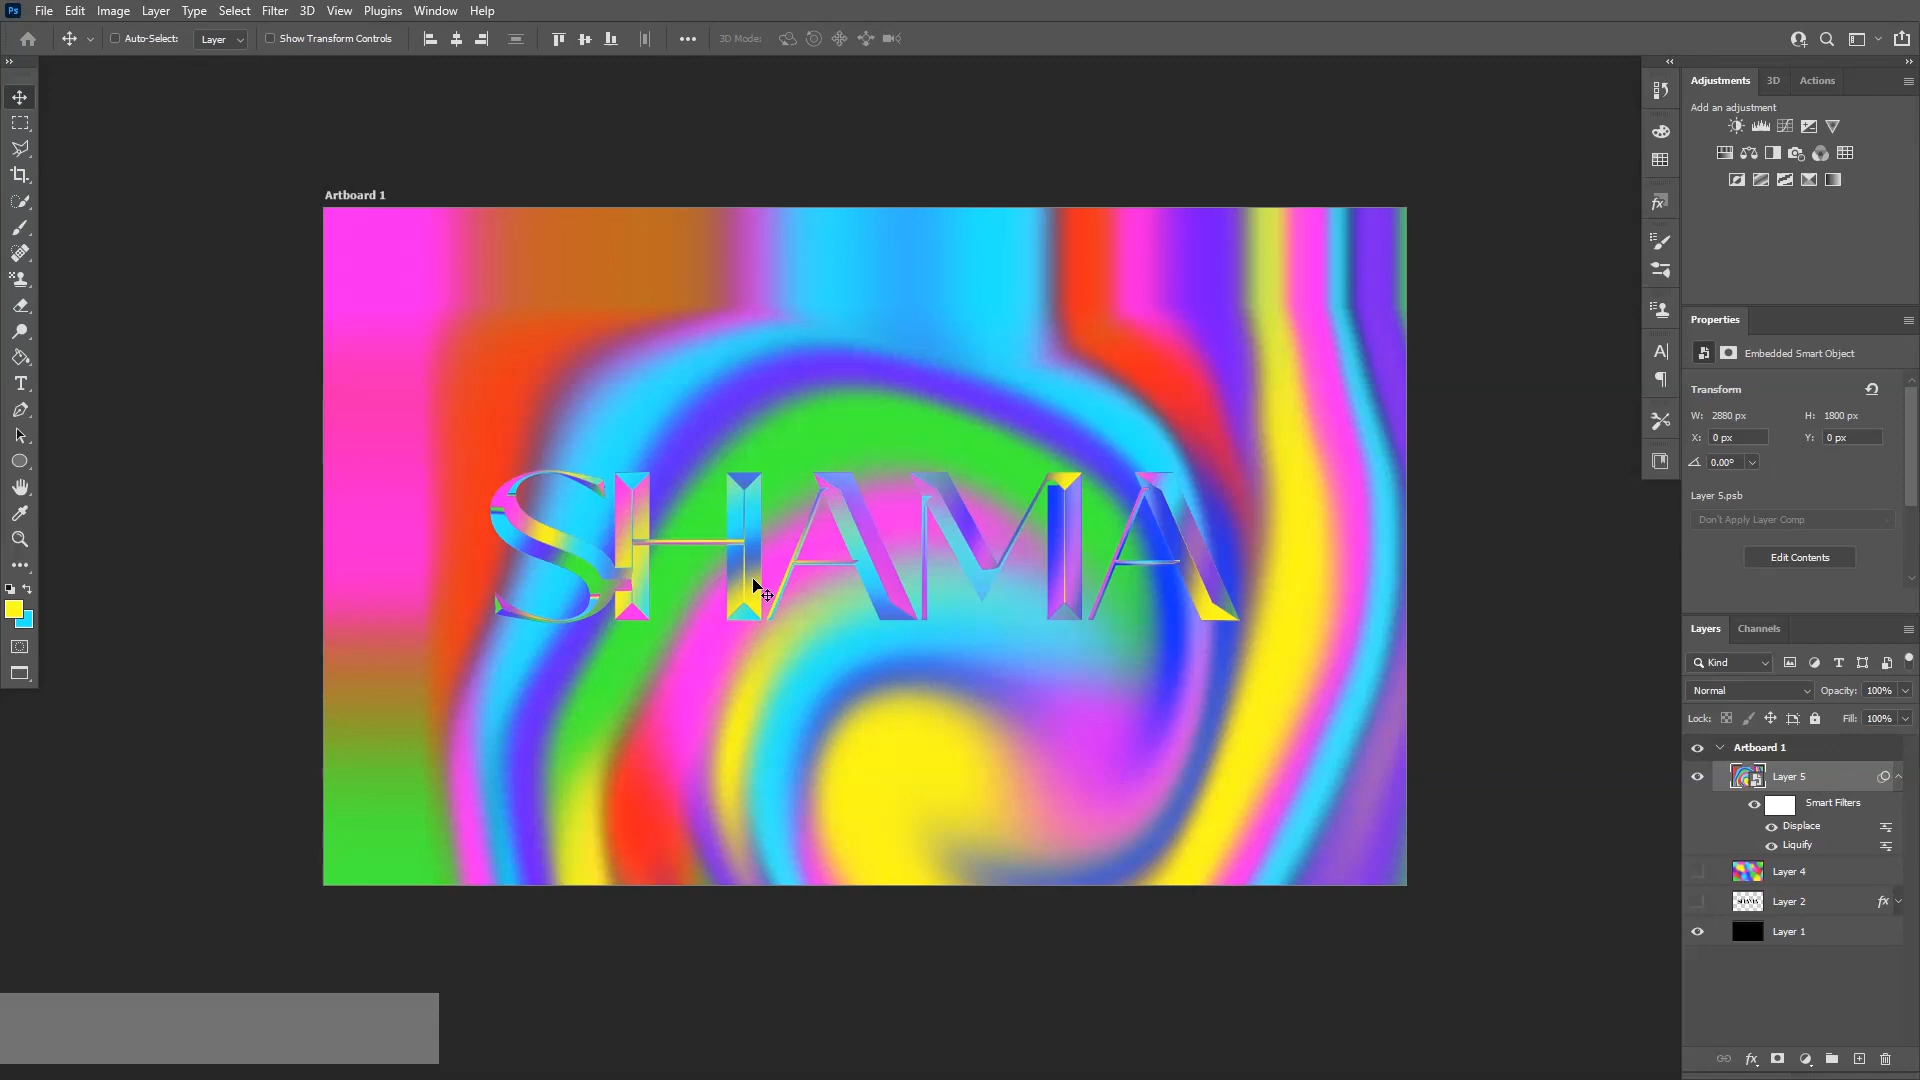 Ps File Edit Image Layer Type Select Filter 3D View Plugins Window Help
Auto-Select: Layer Show Transform Controls 3D Mode:
Adjustments 3D Actions
Add an adjustment
Artboard 1
SHAMA
Properties
Embedded Smart Object
Transform
W: 2880 px H: 1800 px
X: 0 px Y: 0 px
0.00°
Layer 5.psb
Don't Apply Layer Comp
Edit Contents
Layers Channels
Kind
Normal Opacity: 100%
Lock: Fill: 100%
Artboard 1
Layer 5
Smart Filters
Displace
Liquify
Layer 4
Layer 2 fx
Layer 1
fx